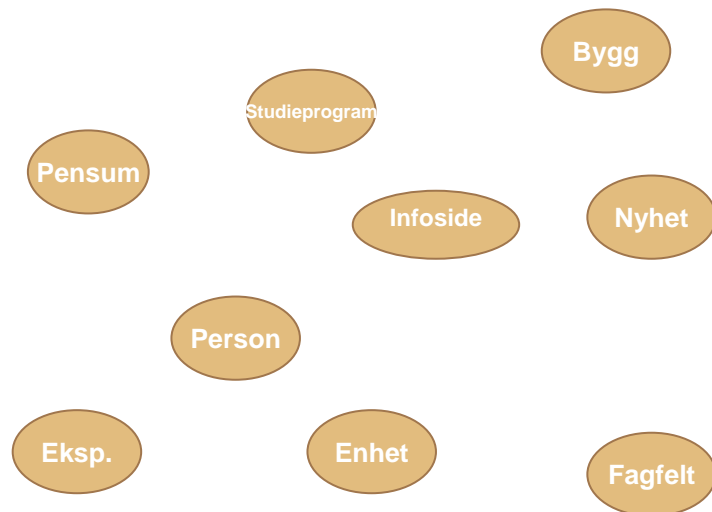 Bygg
Studieprogram
Pensum
Infoside
Nyhet
Person
Eksp.
Enhet
Fagfelt